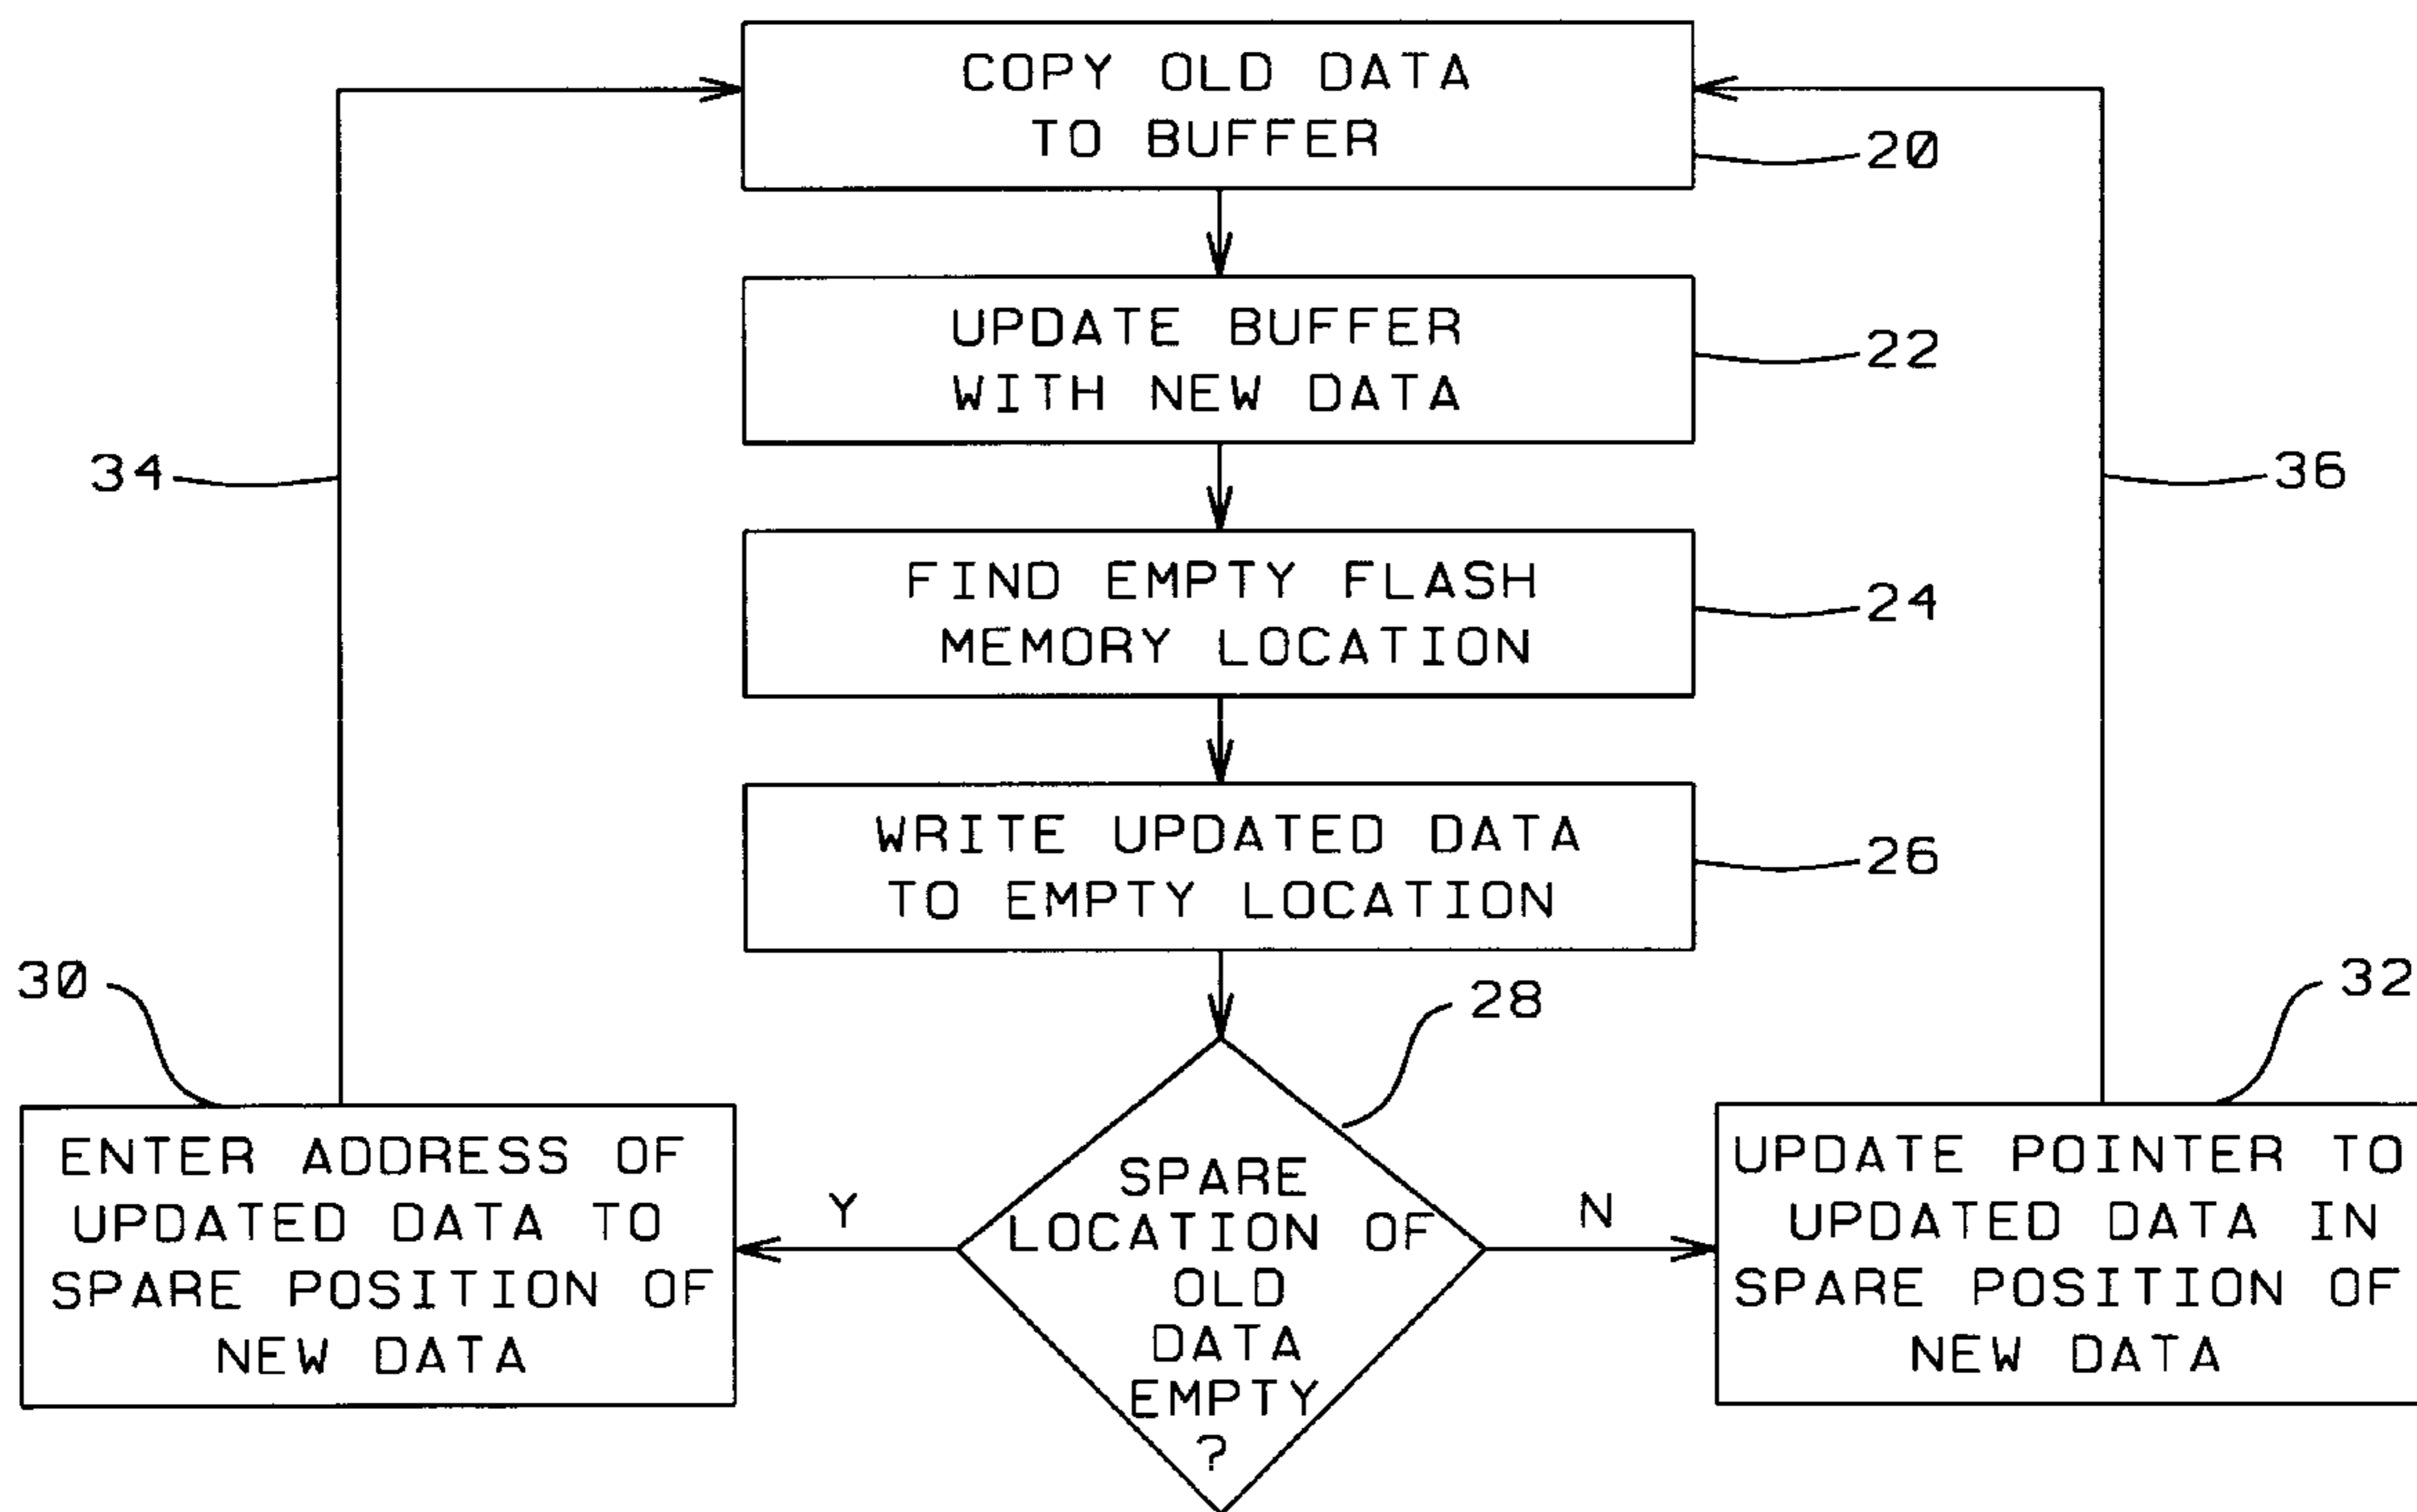 COPY OLD DATA
TO BUFFER
20
UPDATE BUFFER
WITH NEW DATA
22
34
36
FIND EMPTY FLASH
MEMORY LOCATION
24
WRITE UPDATED DATA
TO EMPTY LOCATION
26
30
28
32
ENTER ADDRESS OF
UPDATED DATA TO
SPARE POSITION OF
NEW DATA
Y
SPARE
LOCATION OF
OLD
DATA
EMPTY
?
N
UPDATE POINTER TO
UPDATED DATA IN
SPARE POSITION OF
NEW DATA